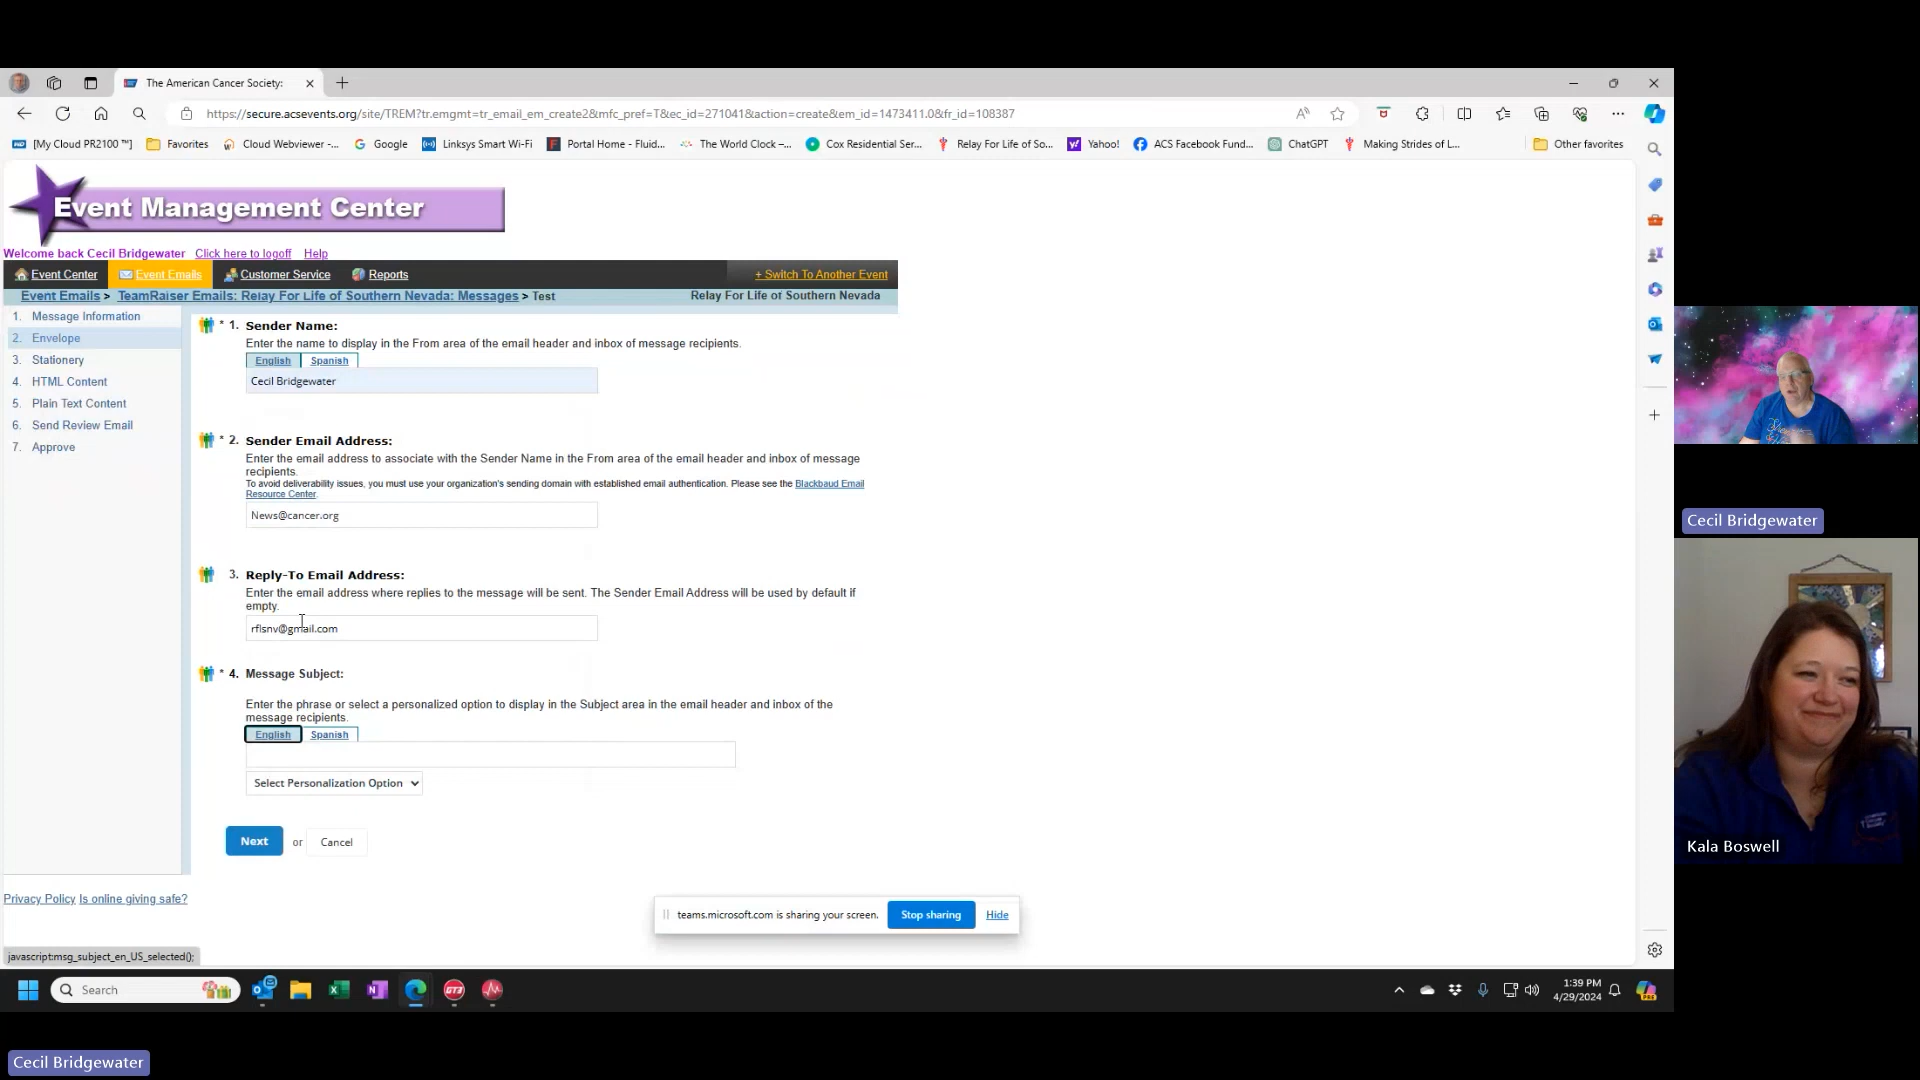 The American Cancer Society:
https://secure.acsevents.org/site/TREM?tr.emgmt=tr_email_em_create2&mfc_pref=T&ec_id=271041&action=create&em_id=1473411.0&fr_id=108387
[My Cloud PR2100 ™] Favorites Cloud Webviewer -... Google Linksys Smart Wi-Fi Portal Home - Fluid... The World Clock —... Cox Residential Ser... Relay For Life of So... Yahoo! ACS Facebook Fund... ChatGPT Making Strides of L... Other favorites
Event Management Center
Welcome back Cecil Bridgewater Click here to logoff Help
Event Center Event Emails Customer Service Reports + Switch To Another Event
Event Emails > TeamRaiser Emails: Relay For Life of Southern Nevada: Messages > Test Relay For Life of Southern Nevada
1. Message Information
2. Envelope
3. Stationery
4. HTML Content
5. Plain Text Content
6. Send Review Email
7. Approve
* 1. Sender Name:
Enter the name to display in the From area of the email header and inbox of message recipients.
English Spanish
Cecil Bridgewater
* 2. Sender Email Address:
Enter the email address to associate with the Sender Name in the From area of the email header and inbox of message
recipients.
To avoid deliverability issues, you must use your organization's sending domain with established email authentication. Please see the Blackbaud Email
Resource Center.
News@cancer.org
3. Reply-To Email Address:
Enter the email address where replies to the message will be sent. The Sender Email Address will be used by default if
empty.
rflsnv@gmail.com
* 4. Message Subject:
Enter the phrase or select a personalized option to display in the Subject area in the email header and inbox of the
message recipients.
English Spanish
Select Personalization Option
Next or Cancel
Privacy Policy Is online giving safe?
teams.microsoft.com is sharing your screen. Stop sharing Hide
javascript:msg_subject_en_US_selected();
Search
GT3
1:39 PM
4/29/2024
PRE
Cecil Bridgewater
Kala Boswell
Cecil Bridgewater